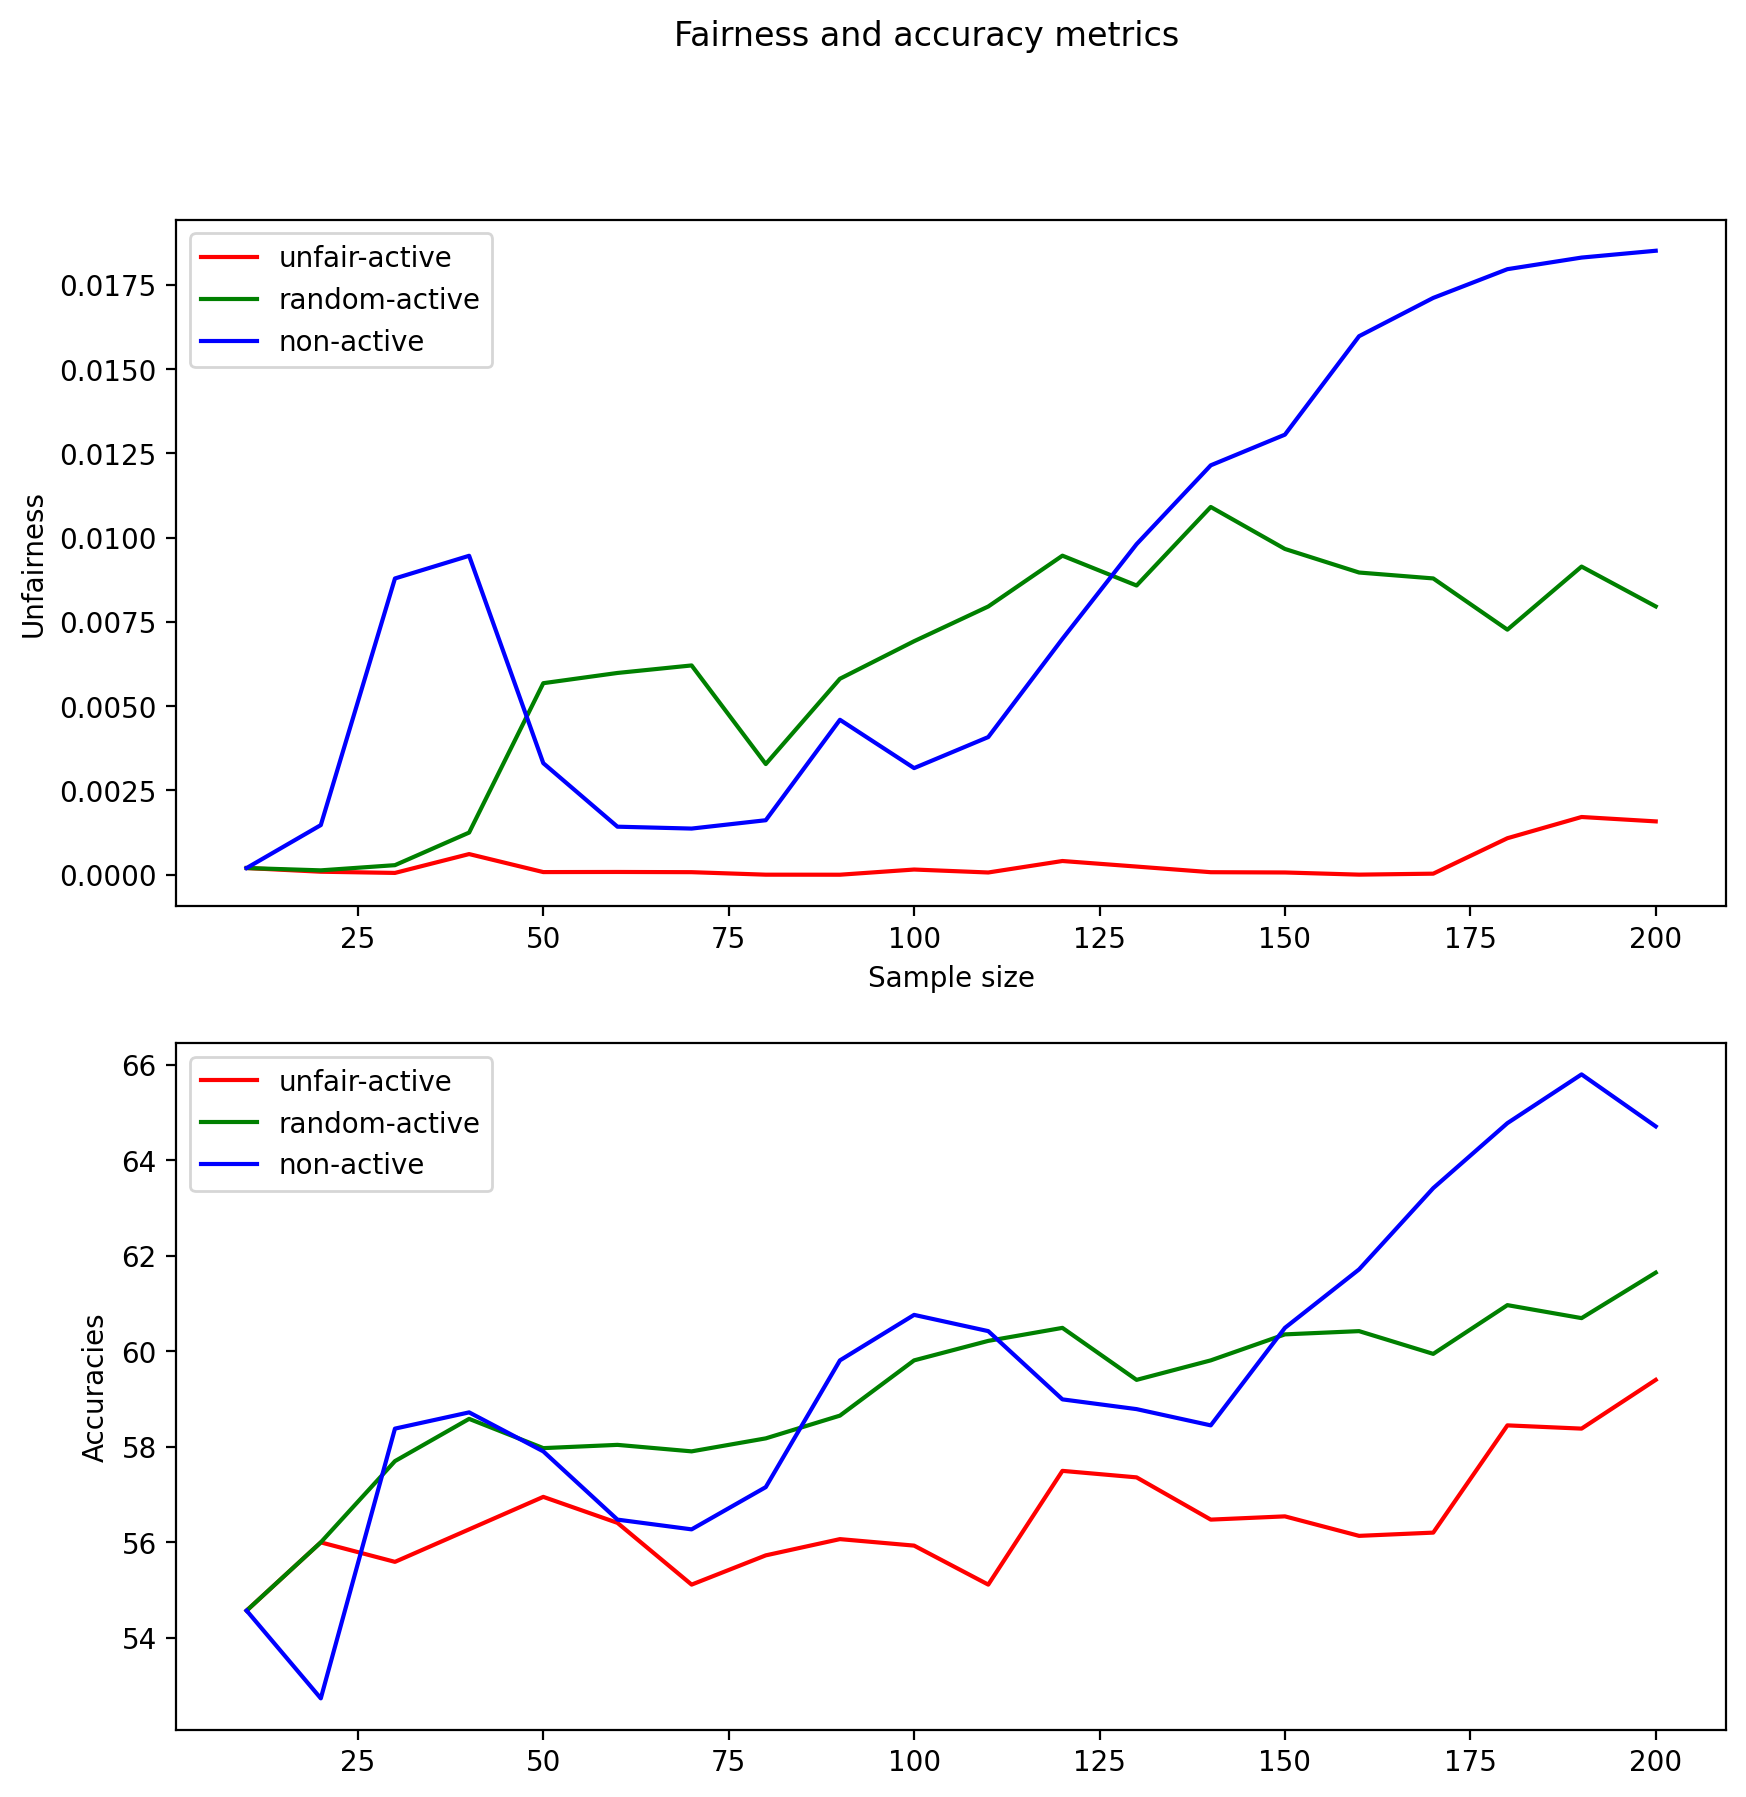 Fairness and accuracy metrics
unfair-active
random-active
non-active
0.0175
0.0150
0.0125
0.0100
0.0075
0.0050
0.0025
0.0000
Unfairness
25 50 75 100 125 150 175 200
Sample size
unfair-active
random-active
non-active
66
64
62
60
58
56
54
Accuracies
25 50 75 100 125 150 175 200